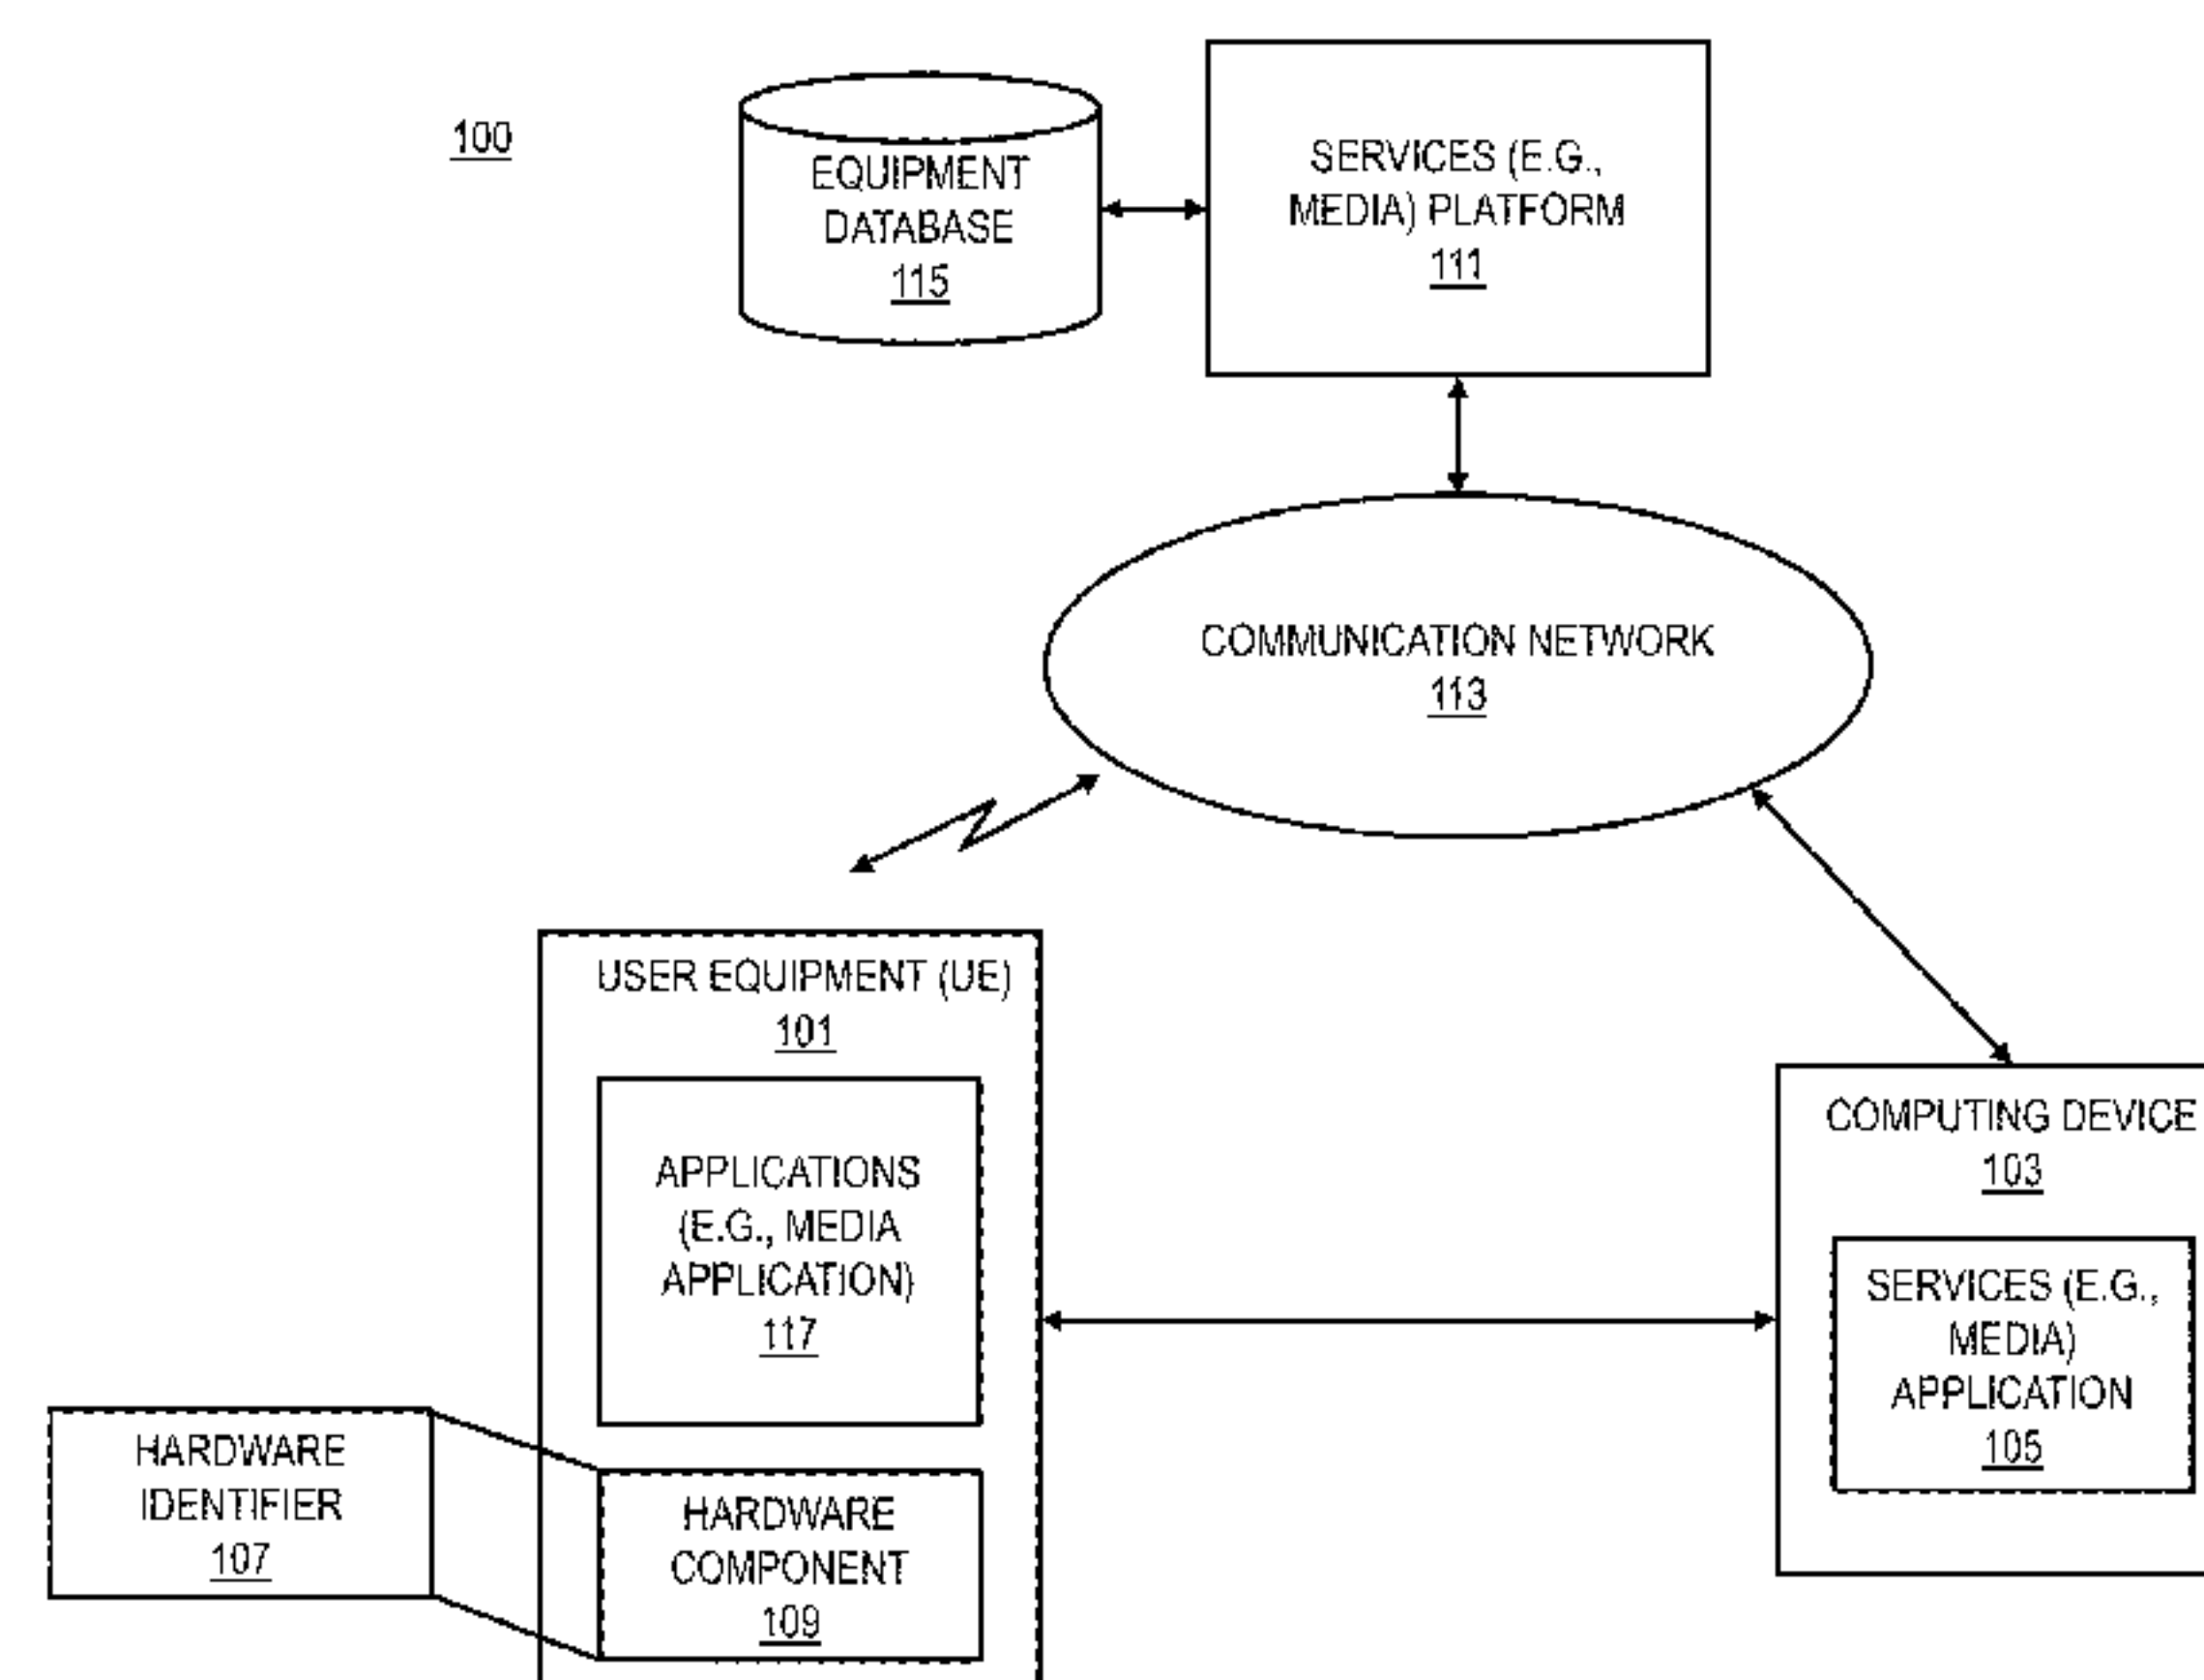 100
EQUIPMENT
DATABASE
115
SERVICES (E.G.,
MEDIA) PLATFORM
111
COMMUNICATION NETWORK
113
USER EQUIPMENT (UE)
101
APPLICATIONS
(E.G., MEDIA
APPLICATION)
117
HARDWARE
IDENTIFIER
107
HARDWARE
COMPONENT
109
COMPUTING DEVICE
103
SERVICES (E.G.,
MEDIA)
APPLICATION
105